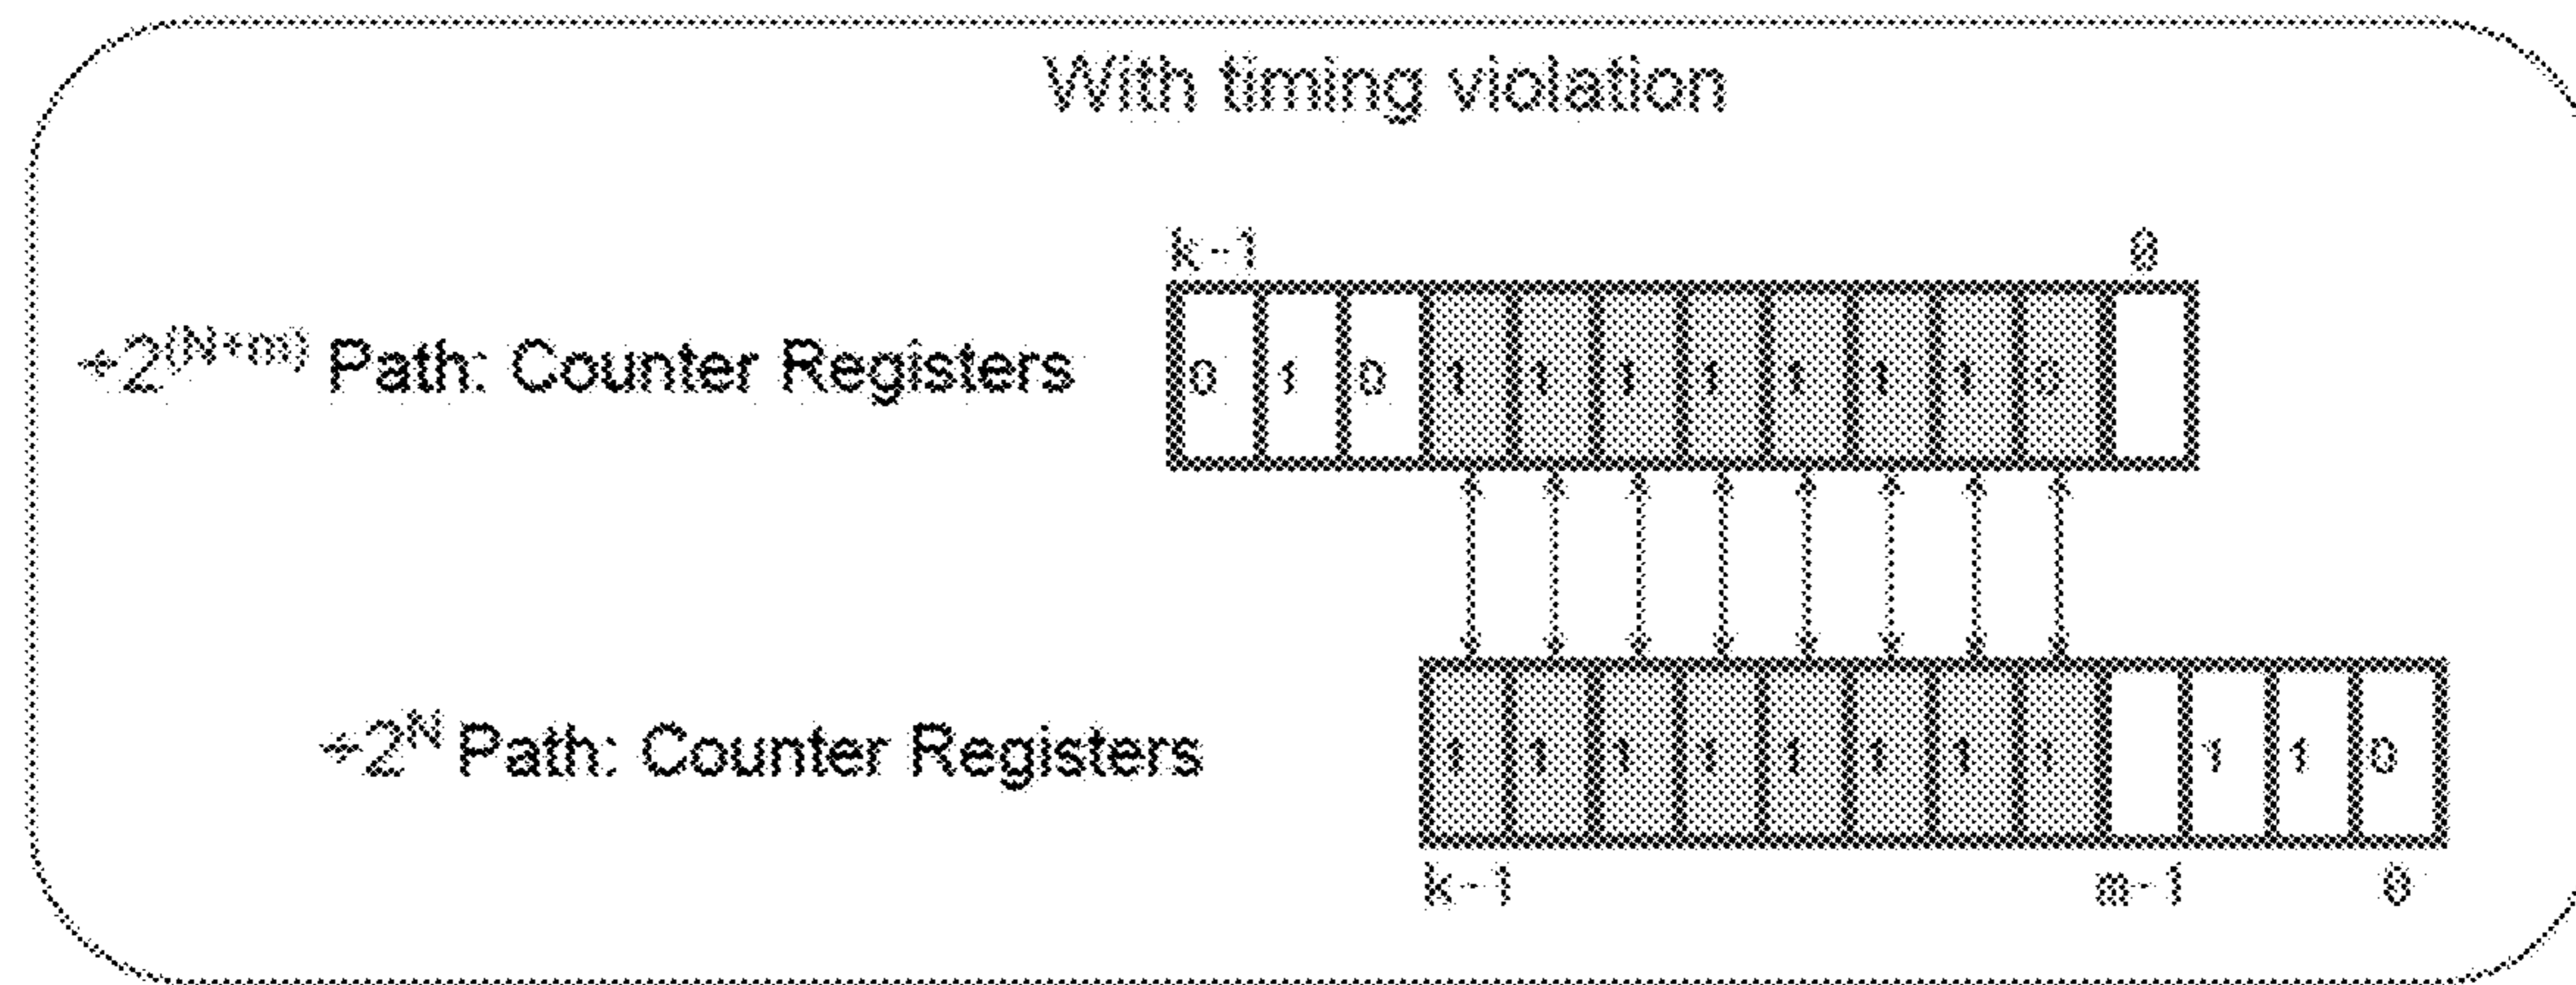 With timing violation
k-1 0
÷2^(N+m) Path: Counter Registers 0 1 0 1 1 1 1 1 1 1 0
÷2^N Path: Counter Registers 1 1 1 1 1 1 1 1 1 1 0
k-1 m-1 0